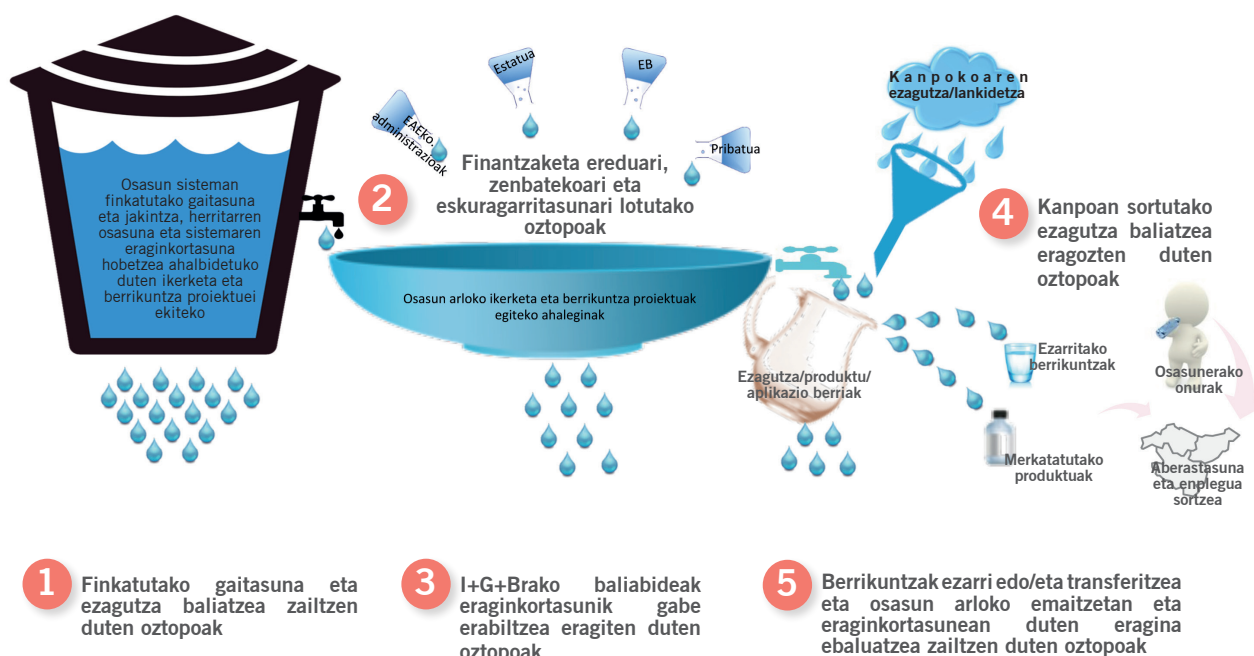 Osasun sisteman
finkatutako gaitasuna
eta jakintza, herritarren
osasuna eta sistemaren
eraginkortasuna
hobetzea ahalbidetuko
duten ikerketa eta
berrikuntza proiektuei
ekiteko
EAEko.
administrazioak
Estatua
EB
Pribatua
2
Finantzaketa ereduari,
zenbatekoari eta
eskuragarritasunari lotutako
oztopoak
Osasun arloko ikerketa eta berrikuntza proiektuak
egiteko ahaleginak
Kanpokoaren
ezagutza/lankidetza
4
Kanpoan sortutako
ezagutza baliatzea
eragozten duten
oztopoak
Ezagutza/produktu/
aplikazio berriak
Ezarritako
berrikuntzak
Merkatatutako
produktuak
Osasunerako
onurak
Aberastasuna
eta enplegua
sortzea
1
Finkatutako gaitasuna eta
ezagutza baliatzea zailtzen
duten oztopoak
3
I+G+Brako baliabideak
eraginkortasunik gabe
erabiltzea eragiten duten
oztopoak
5
Berrikuntzak ezarri edo/eta transferitzea
eta osasun arloko emaitzetan eta
eraginkortasunean duten eragina
ebaluatzea zailtzen duten oztopoak